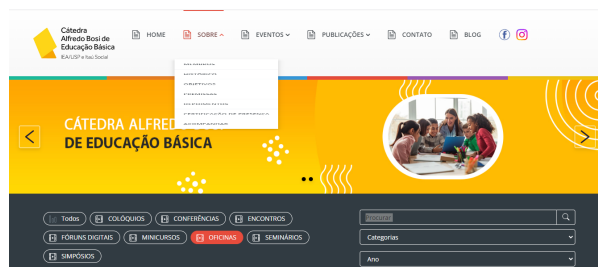 Cátedra
Alfredo Bosi de
Educação Básica
IEA/USP e Itaú Social
HOME
SOBRE
EVENTOS
PUBLICAÇÕES
CONTATO
BLOG
CÁTEDRA ALFRED
DE EDUCAÇÃO BÁSICA
Todos
COLÓQUIOS
CONFERÊNCIAS
ENCONTROS
FÓRUNS DIGITAIS
MINICURSOS
OFICINAS
SEMINÁRIOS
SIMPÓSIOS
Procurar
Categorias
Ano